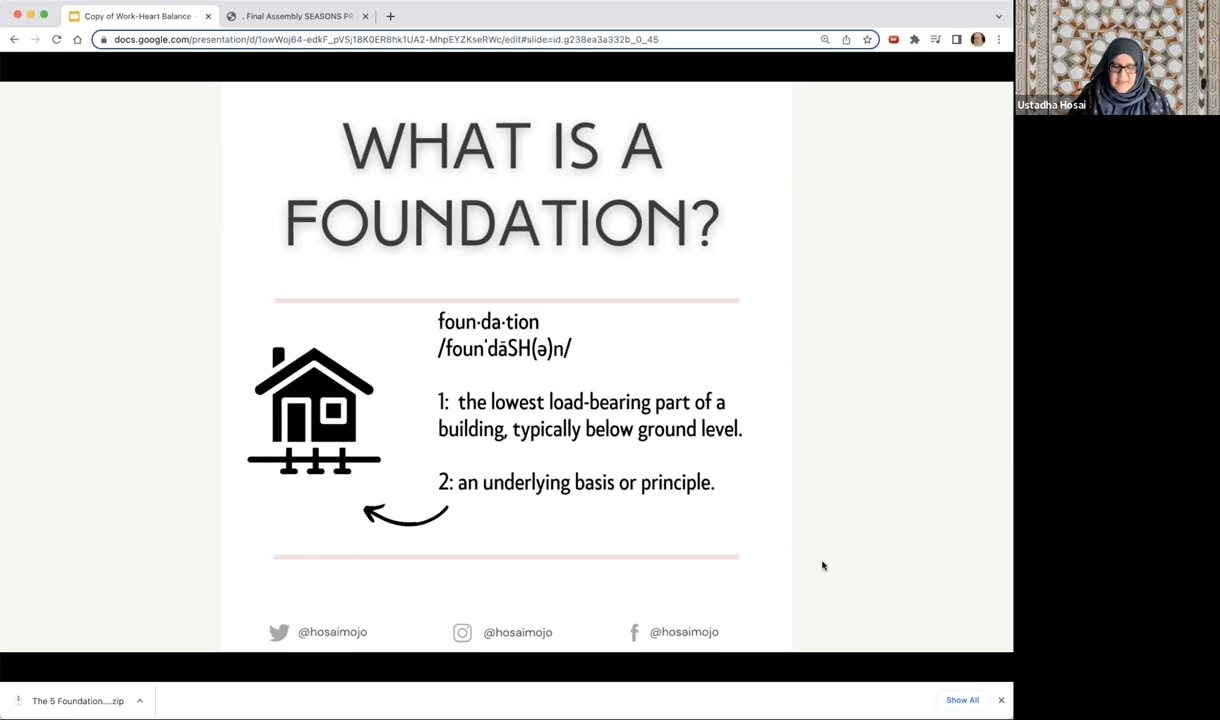 Copy of Work-Heart Balance -
. Final Assembly SEASONS PR
docs.google.com/presentation/d/1owWoj64-edkF_pVSj18K0ER8hk1UA2-MhpEYZKseRWc/edit#slide=id.g238ea3a332b_0_45
Ustadha Hosai
WHAT IS A
FOUNDATION?
foun·da·tion
/founˈdāSH(ə)n/
1: the lowest load-bearing part of a
building, typically below ground level.
2: an underlying basis or principle.
@hosaimojo
@hosaimojo
@hosaimojo
The 5 Foundation....zip
Show All